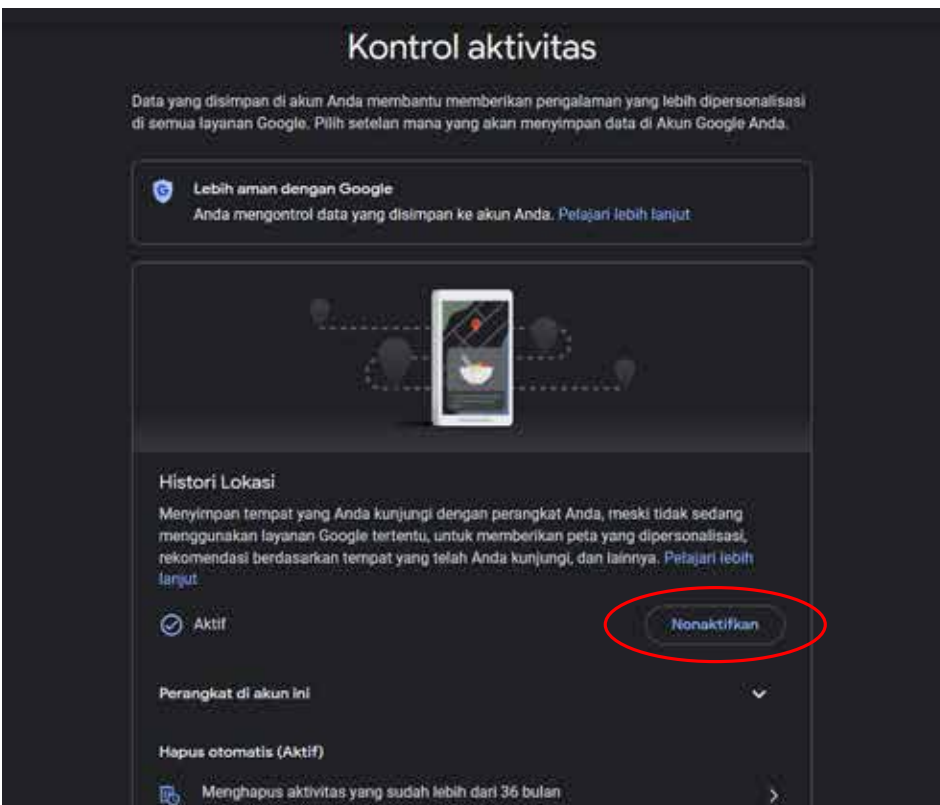 Kontrol aktivitas
Data yang disimpan di akun Anda membantu memberikan pengalaman yang lebih dipersonalisasi
di semua layanan Google. Pilih setelan mana yang akan menyimpan data di Akun Google Anda.
Lebih aman dengan Google
Anda mengontrol data yang disimpan ke akun Anda. Pelajari lebih lanjut
Histori Lokasi
Menyimpan tempat yang Anda kunjungi dengan perangkat Anda, meski tidak sedang
menggunakan layanan Google tertentu, untuk memberikan peta yang dipersonalisasi,
rekomendasi berdasarkan tempat yang telah Anda kunjungi, dan lainnya. Pelajari lebih
lanjut
Aktif
Nonaktifkan
Perangkat di akun ini
Hapus otomatis (Aktif)
Menghapus aktivitas yang sudah lebih dari 36 bulan